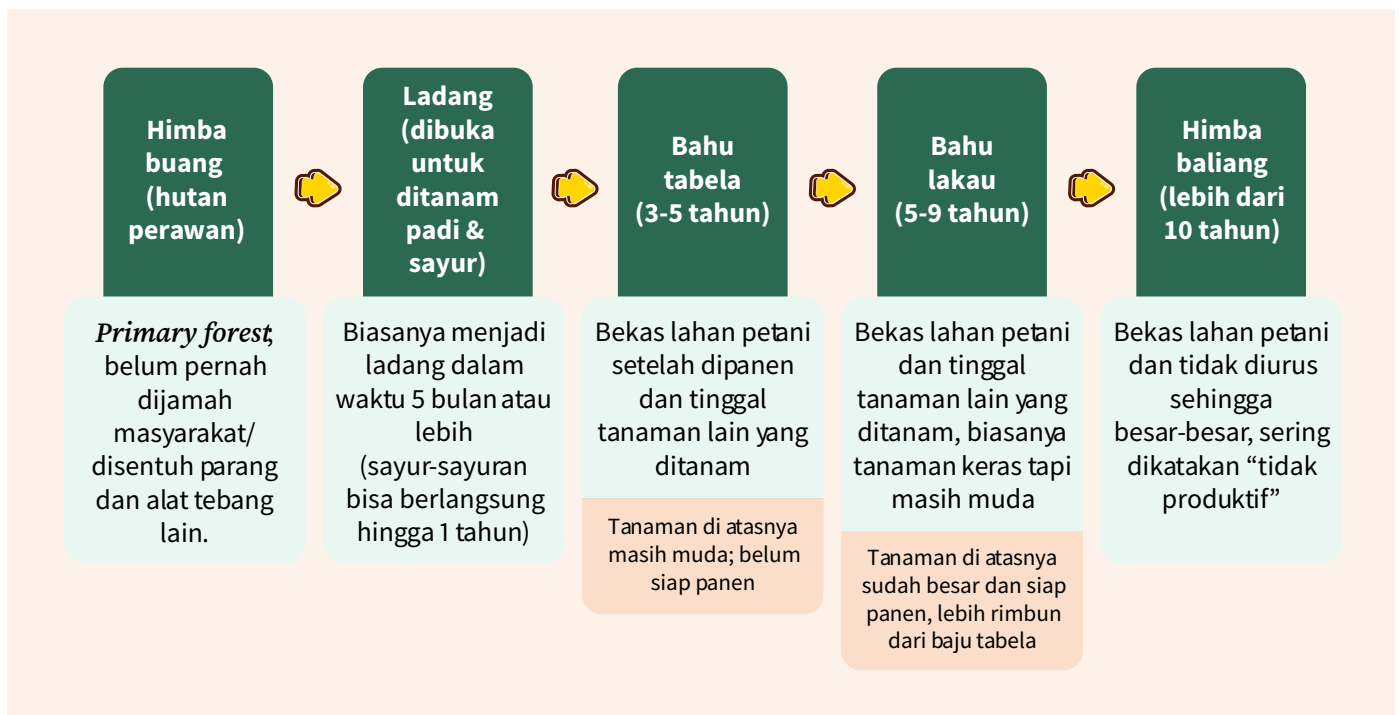 Himba
buang
(hutan
perawan)
Primary forest;
belum pernah
dijamah
masyarakat/
disentuh parang
dan alat tebang
lain.
Ladang
(dibuka
untuk
ditanam
padi &
sayur)
Biasanya menjadi
ladang dalam
waktu 5 bulan atau
lebih
(sayur-sayuran
bisa berlangsung
hingga 1 tahun)
Bahu
tabela
(3-5 tahun)
Bekas lahan petani
setelah dipanen
dan tinggal
tanaman lain yang
ditanam
Tanaman di atasnya
masih muda; belum
siap panen
Bahu
lakau
(5-9 tahun)
Bekas lahan petani
dan tinggal
tanaman lain yang
ditanam, biasanya
tanaman keras tapi
masih muda
Tanaman di atasnya
sudah besar dan siap
panen, lebih rimbun
dari baju tabela
Himba
baliang
(lebih dari
10 tahun)
Bekas lahan petani
dan tidak diurus
sehingga
besar-besar, sering
dikatakan “tidak
produktif”